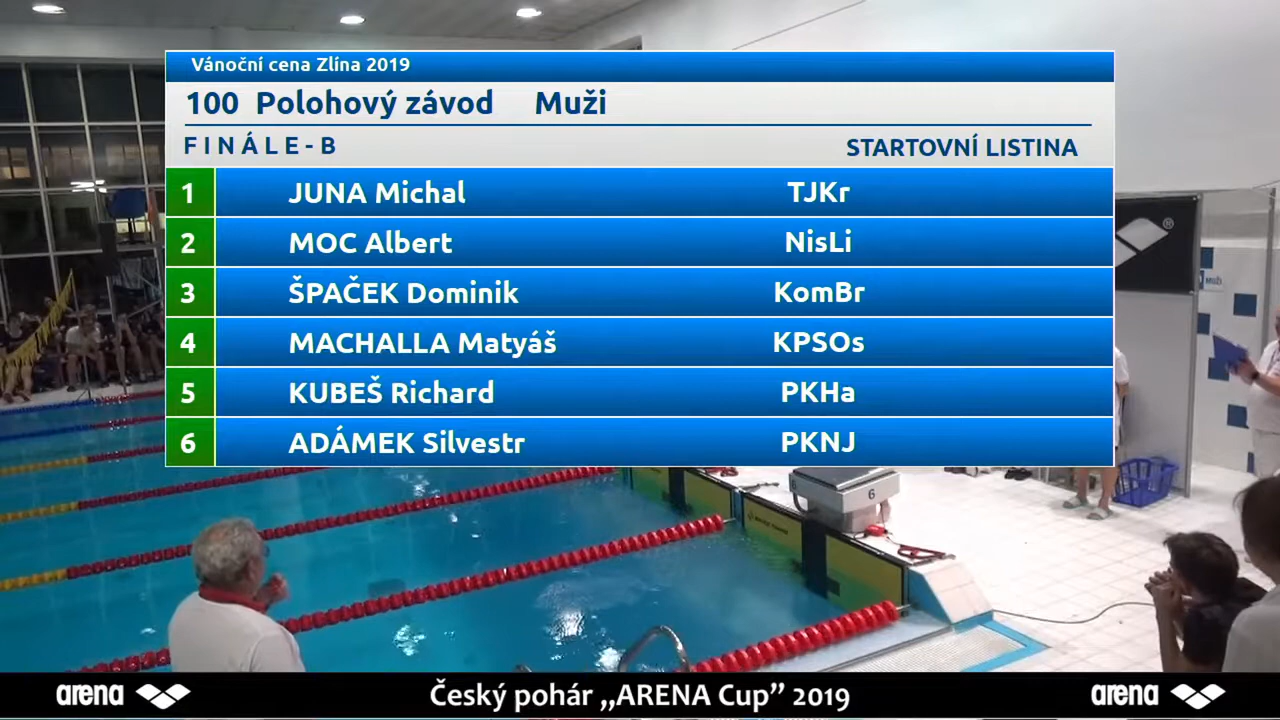 Vánoční cena Zlína 2019
100 Polohový závod Muži
FINÁLE-B STARTOVNÍ LISTINA
1 JUNA Michal TJKr
2 MOC Albert NisLi
3 ŠPAČEK Dominik KomBr
4 MACHALLA Matyáš KPSOs
5 KUBEŠ Richard PKHa
6 ADÁMEK Silvestr PKNJ
MUŽI
6
arena Český pohár „ARENA Cup” 2019 arena